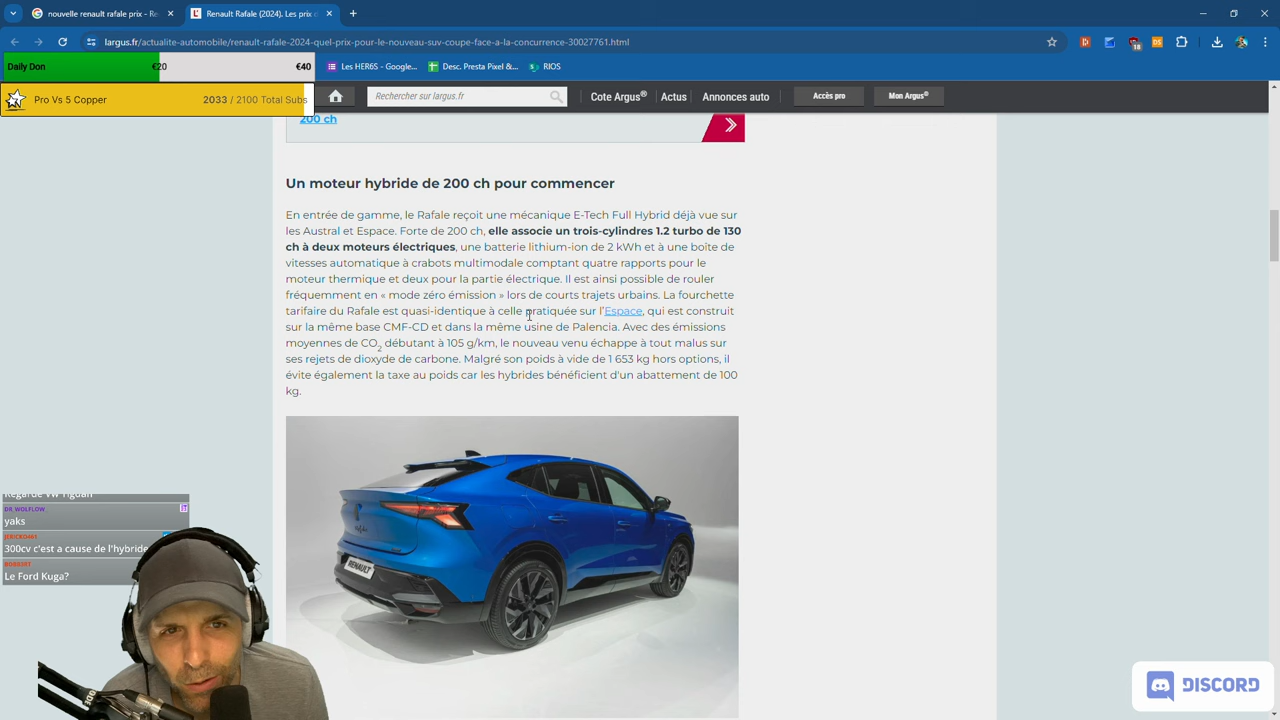 nouvelle renault rafale prix - Re
Renault Rafale (2024). Les prix d
largus.fr/actualite-automobile/renault-rafale-2024-quel-prix-pour-le-nouveau-suv-coupe-face-a-la-concurrence-30027761.html
18
Daily Don €20 €40
Les HER6S - Google...
Desc. Presta Pixel &...
RIOS
Pro Vs 5 Copper 2033 / 2100 Total Subs
Rechercher sur largus.fr
Cote Argus®
Actus
Annonces auto
Accès pro
Mon Argus®
200 ch
Un moteur hybride de 200 ch pour commencer
En entrée de gamme, le Rafale reçoit une mécanique E-Tech Full Hybrid déjà vue sur
les Austral et Espace. Forte de 200 ch, elle associe un trois-cylindres 1.2 turbo de 130
ch à deux moteurs électriques, une batterie lithium-ion de 2 kWh et à une boîte de
vitesses automatique à crabots multimodale comptant quatre rapports pour le
moteur thermique et deux pour la partie électrique. Il est ainsi possible de rouler
fréquemment en « mode zéro émission » lors de courts trajets urbains. La fourchette
tarifaire du Rafale est quasi-identique à celle pratiquée sur l'Espace, qui est construit
sur la même base CMF-CD et dans la même usine de Palencia. Avec des émissions
moyennes de CO2 débutant à 105 g/km, le nouveau venu échappe à tout malus sur
ses rejets de dioxyde de carbone. Malgré son poids à vide de 1 653 kg hors options, il
évite également la taxe au poids car les hybrides bénéficient d'un abattement de 100
kg.
RENAULT
Regarde Vw Tiguan
DR_WOLFLOW
yaks
300cv c'est a cause de l'hybride
Le Ford Kuga?
DISCORD